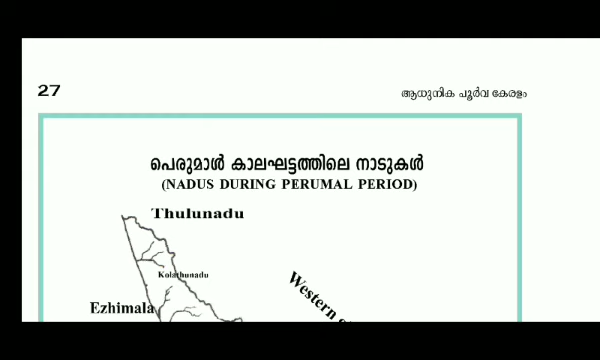 27
ആധുനിക പൂർവ കേരളം
പെരുമാൾ കാലഘട്ടത്തിലെ നാടുകൾ
(NADUS DURING PERUMAL PERIOD)
Thulunadu
Kolathunadu
Ezhimala
Western